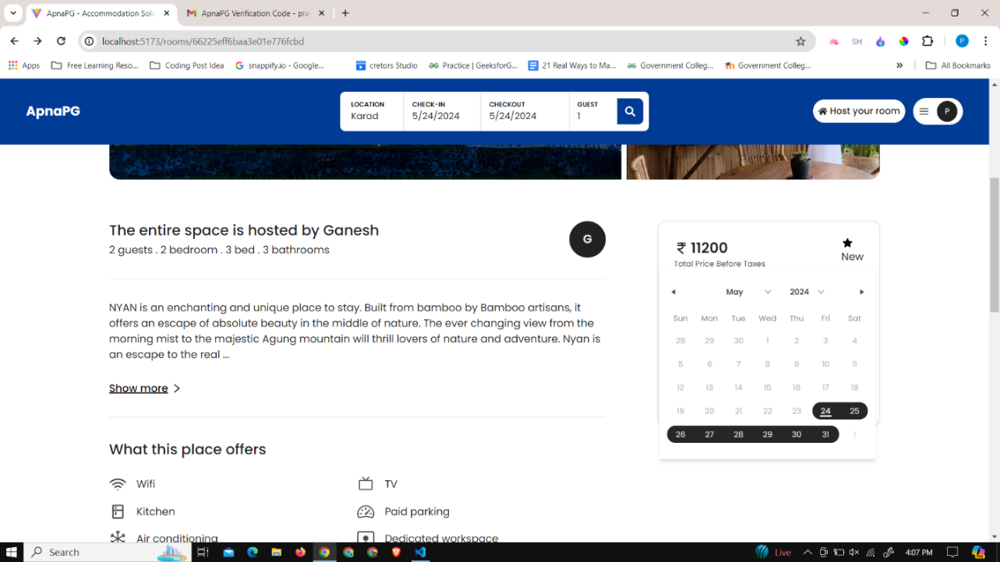 ApnaPG - Accommodation Solu
ApnaPG Verification Code - pra
localhost:5173/rooms/66225eff6baa3e01e776fcbd
SH
P
Apps
Free Learning Reso...
Coding Post Idea
snappify.io - Google...
cretors Studio
Practice | GeeksforG...
21 Real Ways to Ma...
Government Colleg...
Government Colleg...
All Bookmarks
ApnaPG
LOCATION CHECK-IN CHECKOUT GUEST
Karad 5/24/2024 5/24/2024 1
Host your room
P
The entire space is hosted by Ganesh
2 guests . 2 bedroom . 3 bed . 3 bathrooms
G
NYAN is an enchanting and unique place to stay. Built from bamboo by Bamboo artisans, it
offers an escape of absolute beauty in the middle of nature. The ever changing view from the
morning mist to the majestic Agung mountain will thrill lovers of nature and adventure. Nyan is
an escape to the real ...
Show more
What this place offers
Wifi TV
Kitchen Paid parking
Air conditioning Dedicated workspace
₹ 11200
New
Total Price Before Taxes
May 2024
Sun Mon Tue Wed Thu Fri Sat
28 29 30 1 2 3 4
5 6 7 8 9 10 11
12 13 14 15 16 17 18
19 20 21 22 23 24 25
26 27 28 29 30 31 1
Search
Live
4:07 PM